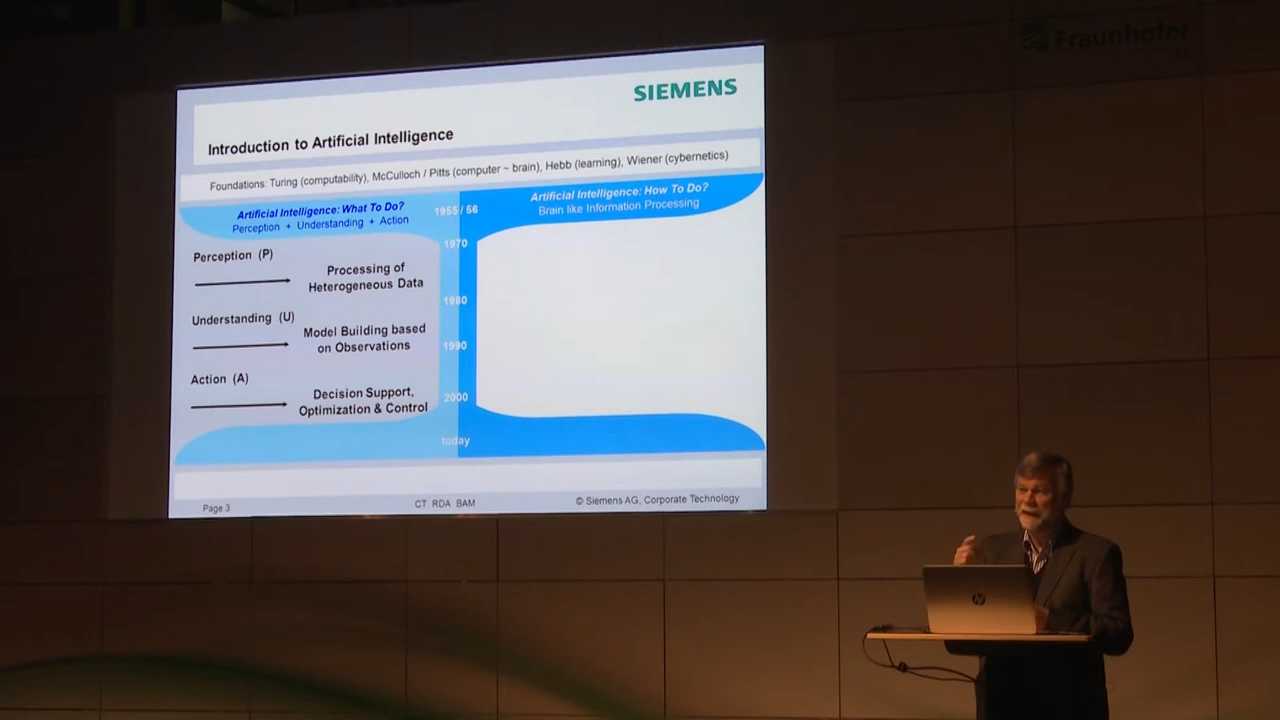 Fraunhofer
SIEMENS
Introduction to Artificial Intelligence
Foundations: Turing (computability), McCulloch / Pitts (computer ~ brain), Hebb (learning), Wiener (cybernetics)
Artificial Intelligence: What To Do?
Perception + Understanding + Action
1955 / 56
Artificial Intelligence: How To Do?
Brain like Information Processing
1970
Perception (P)
Processing of
Heterogeneous Data
1980
Understanding (U)
Model Building based
on Observations
1990
Action (A)
Decision Support,
Optimization & Control
2000
today
Page 3
CT RDA BAM
© Siemens AG, Corporate Technology
hp